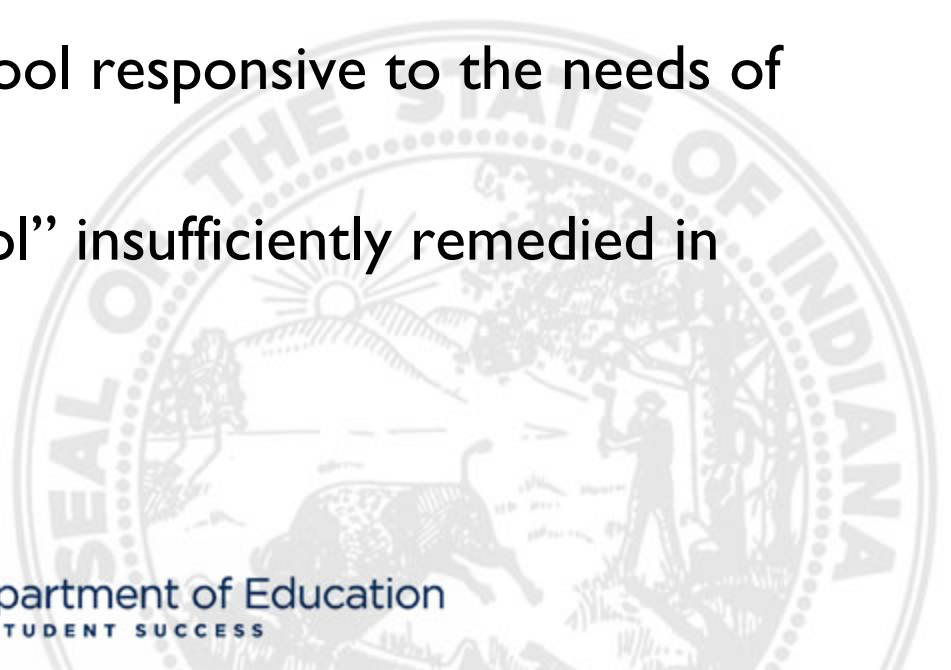 ool responsive to the needs of
ol” insufficiently remedied in
SEAL OF THE STATE OF INDIANA
partment of Education
TUDENT SUCCESS